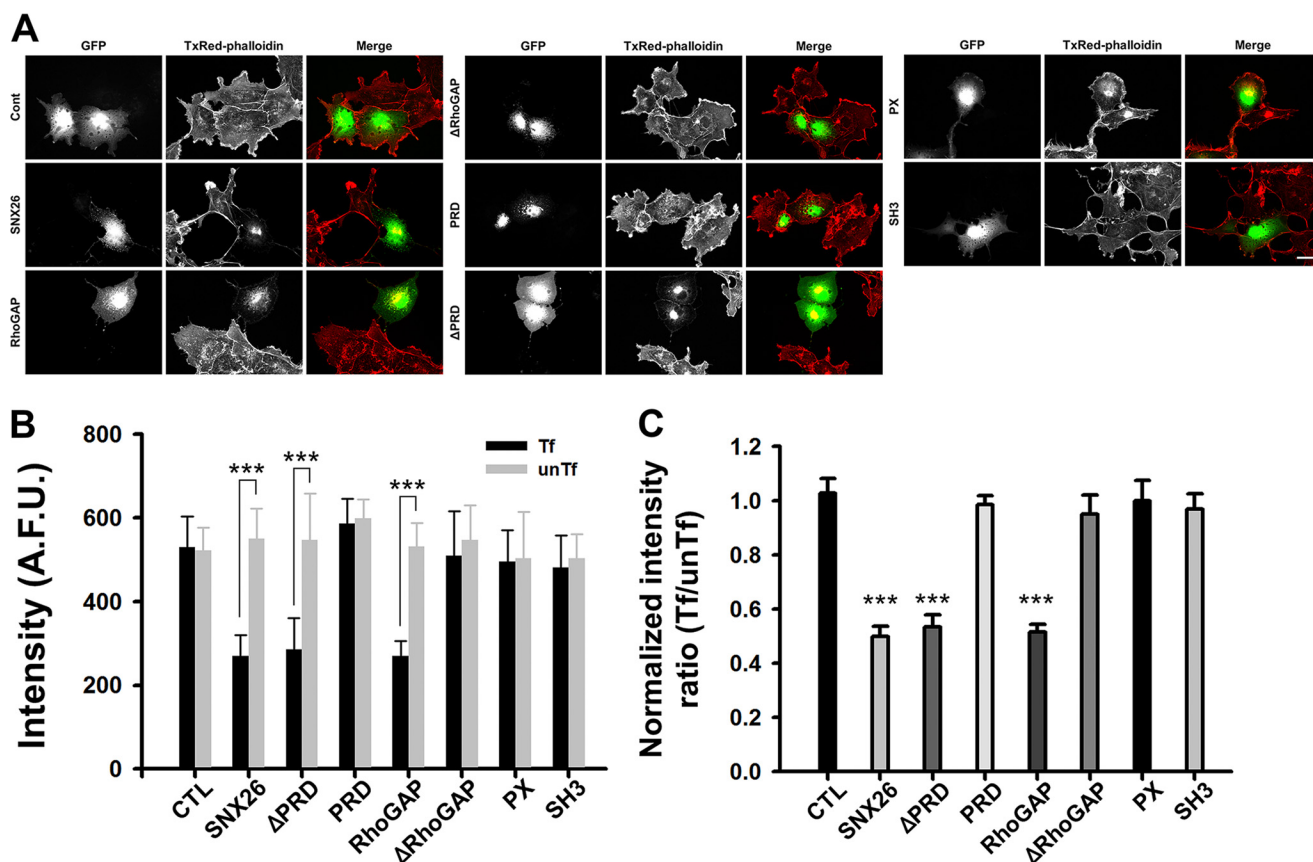 A
GFP TxRed-phalloidin Merge
Cont
SNX26
RhoGAP
GFP TxRed-phalloidin Merge
ΔRhoGAP
PRD
ΔPRD
GFP TxRed-phalloidin Merge
PX
SH3
B
Intensity (A.F.U.)
800
600
400
200
0
Tf
unTf
*** *** ***
CTL SNX26 ΔPRD PRD RhoGAP ΔRhoGAP PX SH3
C
Normalized intensity
ratio (Tf/unTf)
1.2
1.0
0.8
0.6
0.4
0.2
0.0
*** *** ***
CTL SNX26 ΔPRD PRD RhoGAP ΔRhoGAP PX SH3